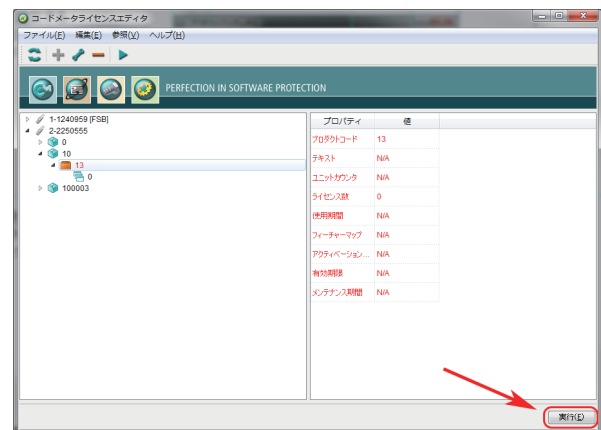 コードメータライセンスエディタ
ファイル(F) 編集(E) 参照(V) ヘルプ(H)
PERFECTION IN SOFTWARE PROTECTION
1-1240959 [FSB]
2-2250555
0
10
13
0
100003
プロパティ 値
プロダクトコード 13
テキスト N/A
ユニットカウンタ N/A
ライセンス数 0
使用期間 N/A
フィーチャーマップ N/A
アクティベーション... N/A
有効期限 N/A
メンテナンス期間 N/A
実行(E)